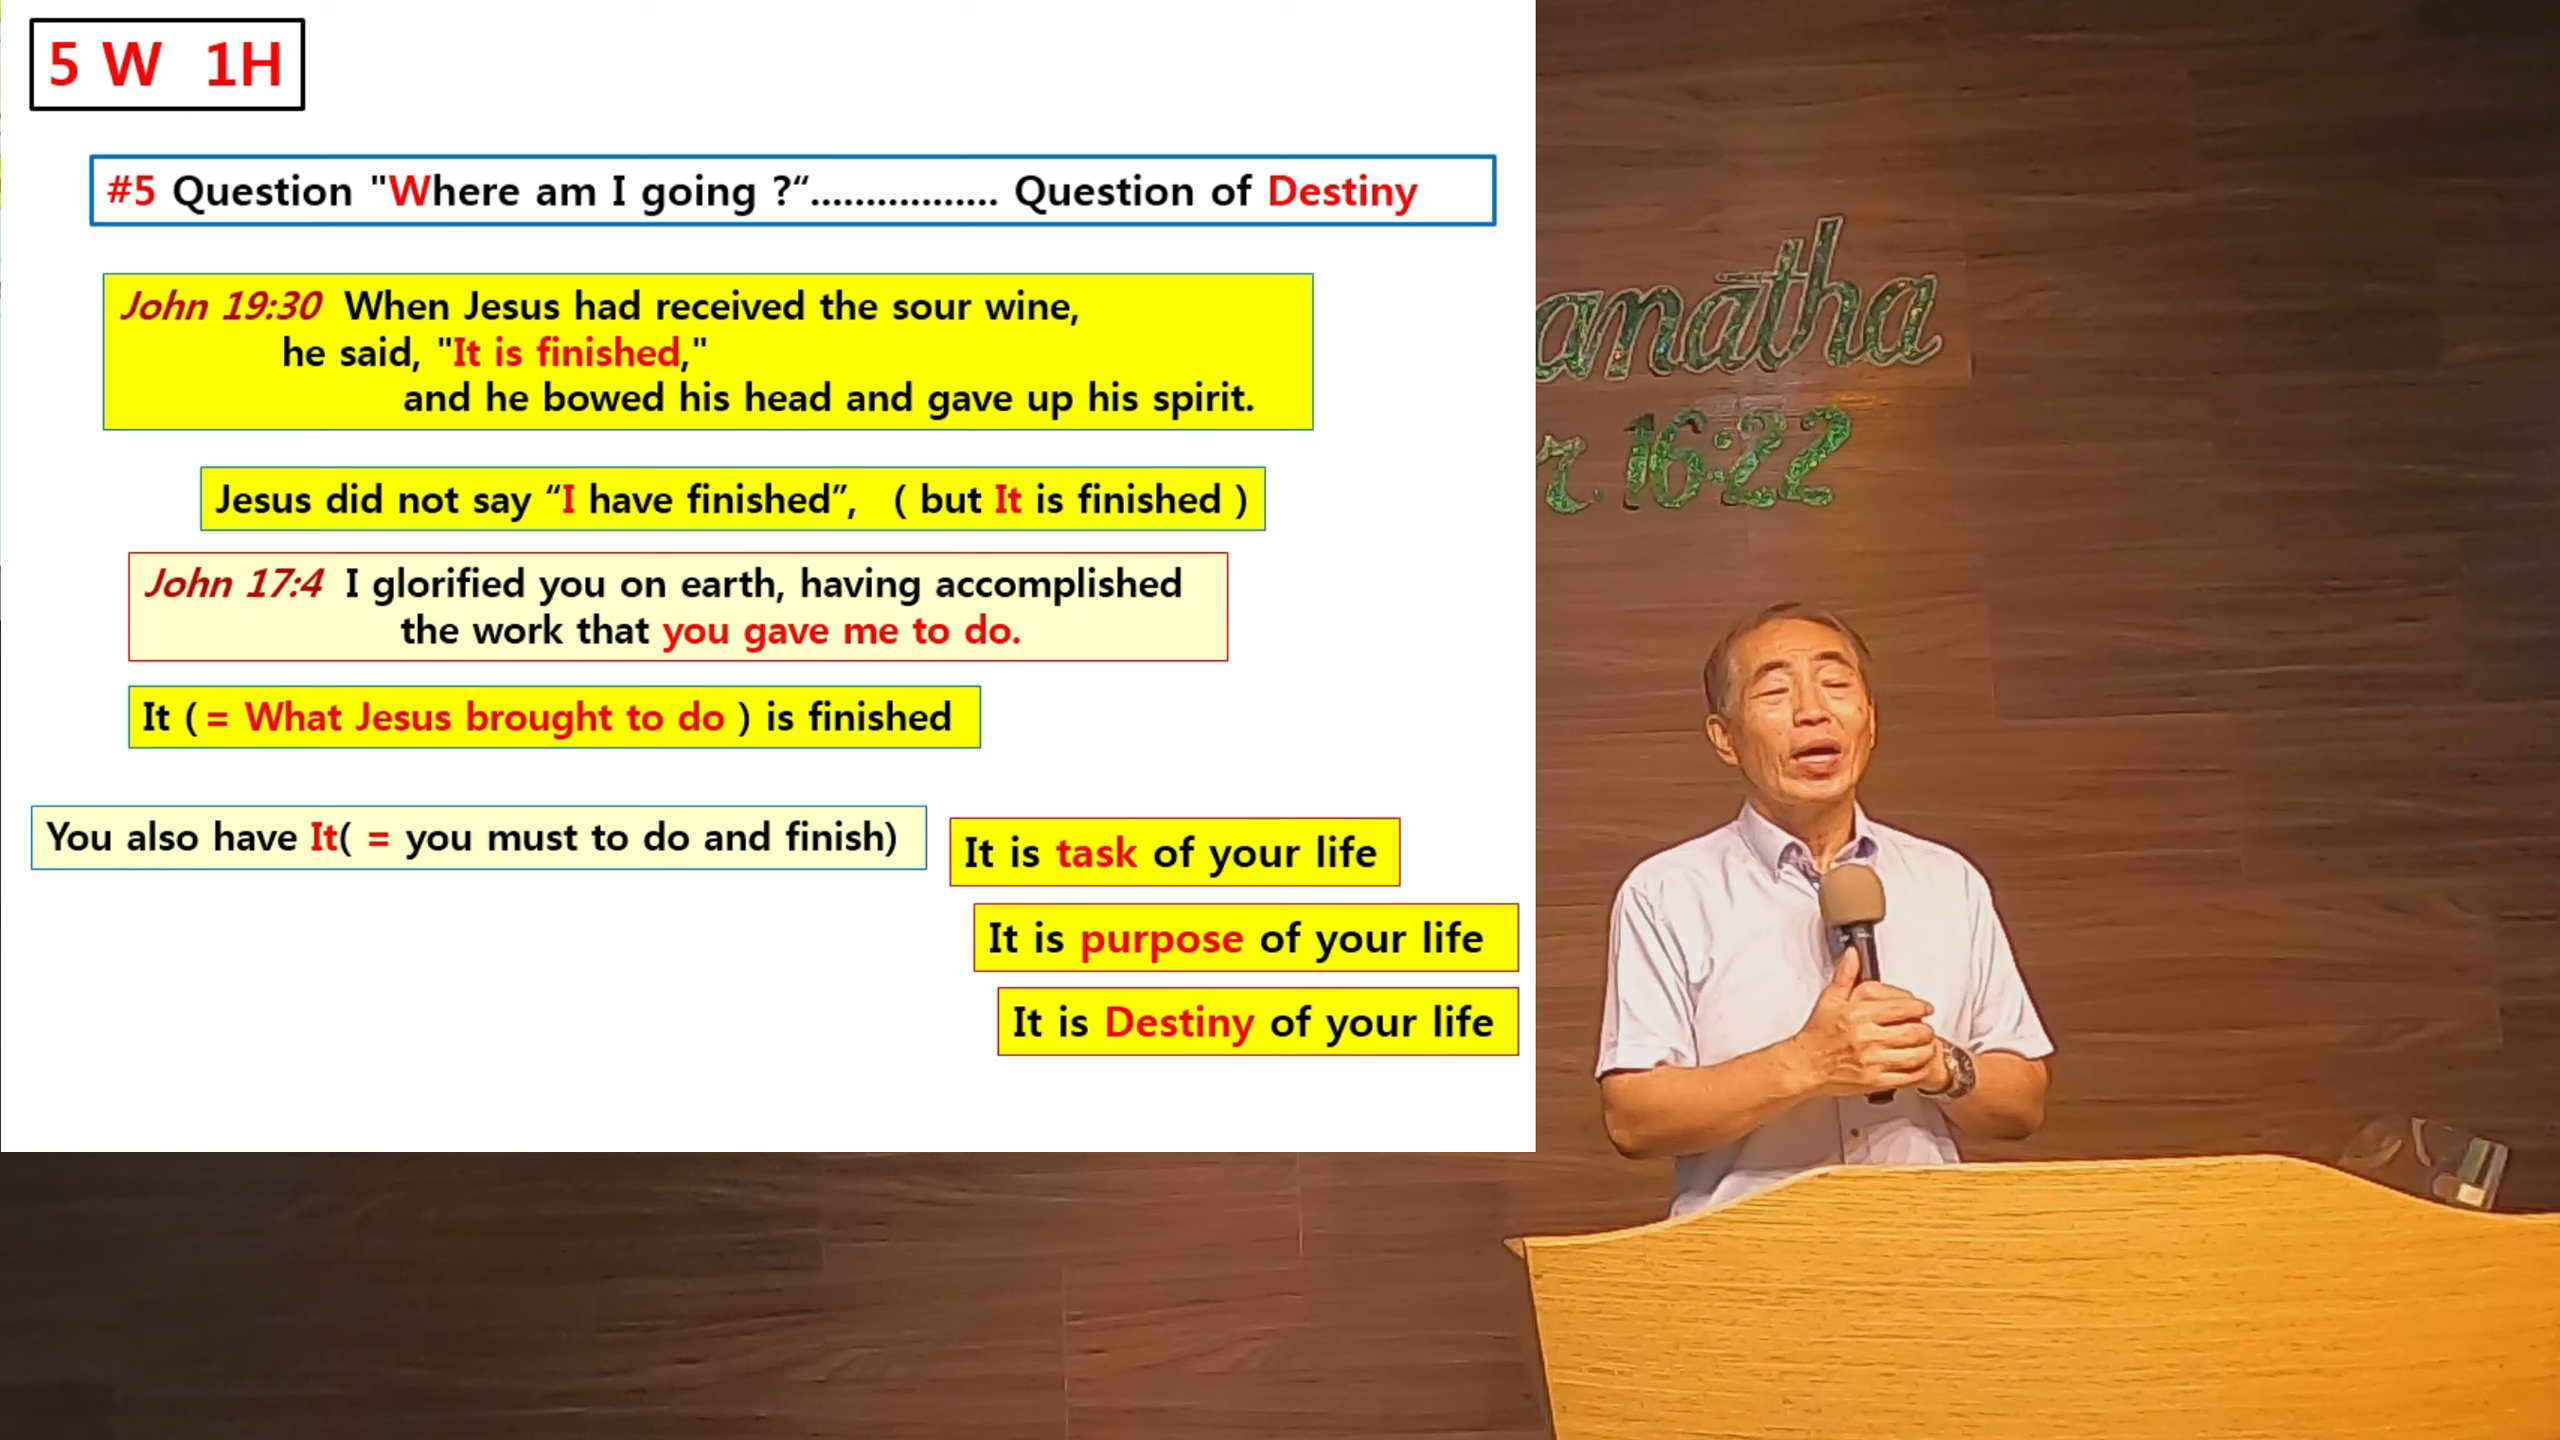 5 W 1H
#5 Question "Where am I going ?“................. Question of Destiny
John 19:30 When Jesus had received the sour wine,
he said, "It is finished,"
and he bowed his head and gave up his spirit.
Jesus did not say “I have finished”, ( but It is finished )
John 17:4 I glorified you on earth, having accomplished
the work that you gave me to do.
It ( = What Jesus brought to do ) is finished
You also have It( = you must to do and finish)
It is task of your life
It is purpose of your life
It is Destiny of your life
anatha
r. 16:22